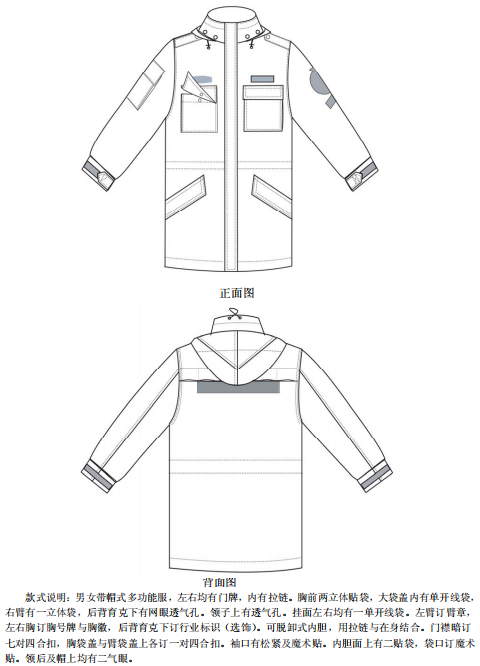 正面图
背面图
款式说明：男女带帽式多功能服，左右均有门牌，内有拉链。胸前两立体贴袋，大袋盖内有单开线袋，
右臂有一立体袋，后背育克下有网眼透气孔。领子上有透气孔。挂面左右均有一单开线袋。左臂订臂章，
左右胸订胸号牌与胸徽，后背育克下订行业标识（选饰）。可脱卸式内胆，用拉链与在身结合。门襟暗订
七对四合扣，胸袋盖与臂袋盖上各订一对四合扣。袖口有松紧及魔术贴。内胆面上有二贴袋，袋口订魔术
贴。领后及帽上均有二气眼。